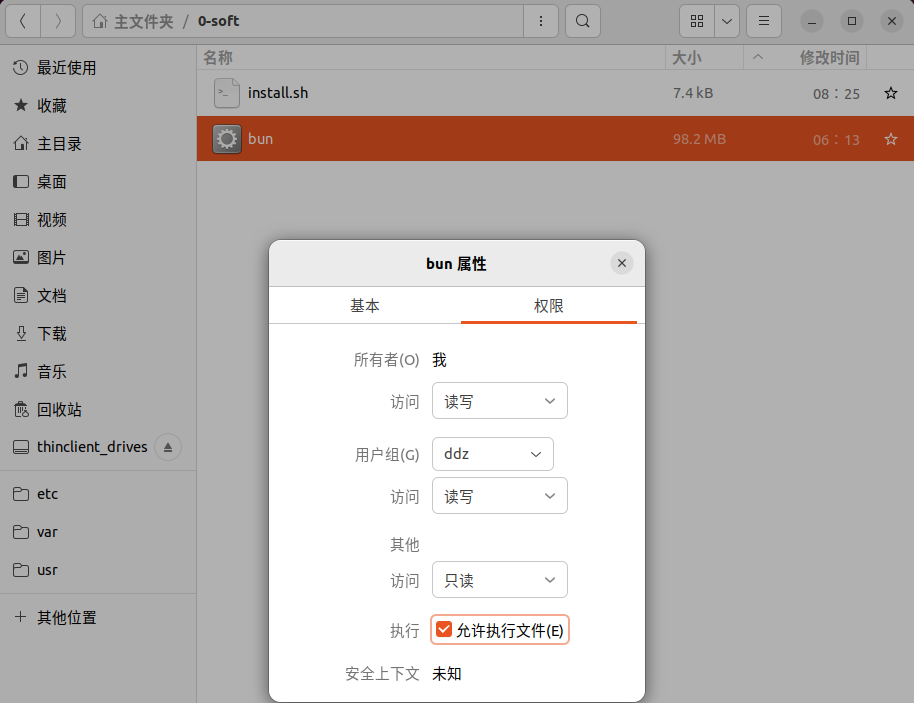 主文件夹 / 0-soft
名称 大小 修改时间
最近使用
收藏
主目录
桌面
视频
图片
文档
下载
音乐
回收站
thinclient_drives
etc
var
usr
其他位置
install.sh 7.4 kB 08：25
bun 98.2 MB 06：13
bun 属性
基本 权限
所有者(O) 我
访问 读写
用户组(G) ddz
访问 读写
其他
访问 只读
执行 允许执行文件(E)
安全上下文 未知